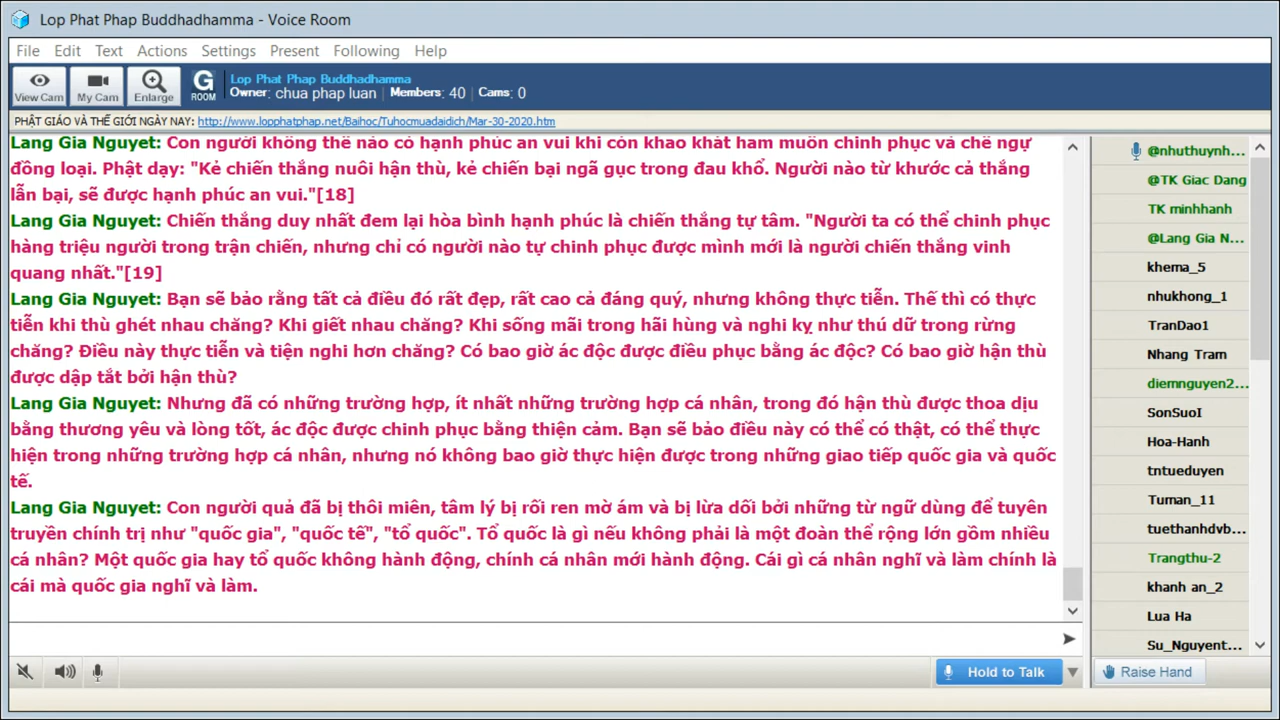 Lop Phat Phap Buddhadhamma - Voice Room
File Edit Text Actions Settings Present Following Help
View Cam My Cam Enlarge G ROOM
Lop Phat Phap Buddhadhamma
Owner: chua phap luan | Members: 40 | Cams: 0
PHẬT GIÁO VÀ THẾ GIỚI NGÀY NAY: http://www.lopphatphap.net/Baihoc/Tuhocmuadaidich/Mar-30-2020.htm
Lang Gia Nguyet: Con người không thể nào có hạnh phúc an vui khi còn khao khát ham muốn chinh phục và chế ngự
đồng loại. Phật dạy: "Kẻ chiến thắng nuôi hận thù, kẻ chiến bại ngã gục trong đau khổ. Người nào từ khước cả thắng
lẫn bại, sẽ được hạnh phúc an vui."[18]
Lang Gia Nguyet: Chiến thắng duy nhất đem lại hòa bình hạnh phúc là chiến thắng tự tâm. "Người ta có thể chinh phục
hàng triệu người trong trận chiến, nhưng chỉ có người nào tự chinh phục được mình mới là người chiến thắng vinh
quang nhất."[19]
Lang Gia Nguyet: Bạn sẽ bảo rằng tất cả điều đó rất đẹp, rất cao cả đáng quý, nhưng không thực tiễn. Thế thì có thực
tiễn khi thù ghét nhau chăng? Khi giết nhau chăng? Khi sống mãi trong hãi hùng và nghi kỵ như thú dữ trong rừng
chăng? Điều này thực tiễn và tiện nghi hơn chăng? Có bao giờ ác độc được điều phục bằng ác độc? Có bao giờ hận thù
được dập tắt bởi hận thù?
Lang Gia Nguyet: Nhưng đã có những trường hợp, ít nhất những trường hợp cá nhân, trong đó hận thù được thoa dịu
bằng thương yêu và lòng tốt, ác độc được chinh phục bằng thiện cảm. Bạn sẽ bảo điều này có thể có thật, có thể thực
hiện trong những trường hợp cá nhân, nhưng nó không bao giờ thực hiện được trong những giao tiếp quốc gia và quốc
tế.
Lang Gia Nguyet: Con người quả đã bị thôi miên, tâm lý bị rối ren mờ ám và bị lừa dối bởi những từ ngữ dùng để tuyên
truyền chính trị như "quốc gia", "quốc tế", "tổ quốc". Tổ quốc là gì nếu không phải là một đoàn thể rộng lớn gồm nhiều
cá nhân? Một quốc gia hay tổ quốc không hành động, chính cá nhân mới hành động. Cái gì cá nhân nghĩ và làm chính là
cái mà quốc gia nghĩ và làm.
@nhuthuynh...
@TK Giac Dang
TK minhhanh
@Lang Gia N...
khema_5
nhukhong_1
TranDao1
Nhang Tram
diemnguyen2...
SonSuoI
Hoa-Hanh
tntueduyen
Tuman_11
tuethanhdvb...
Trangthu-2
khanh an_2
Lua Ha
Su_Nguyent...
Hold to Talk
Raise Hand